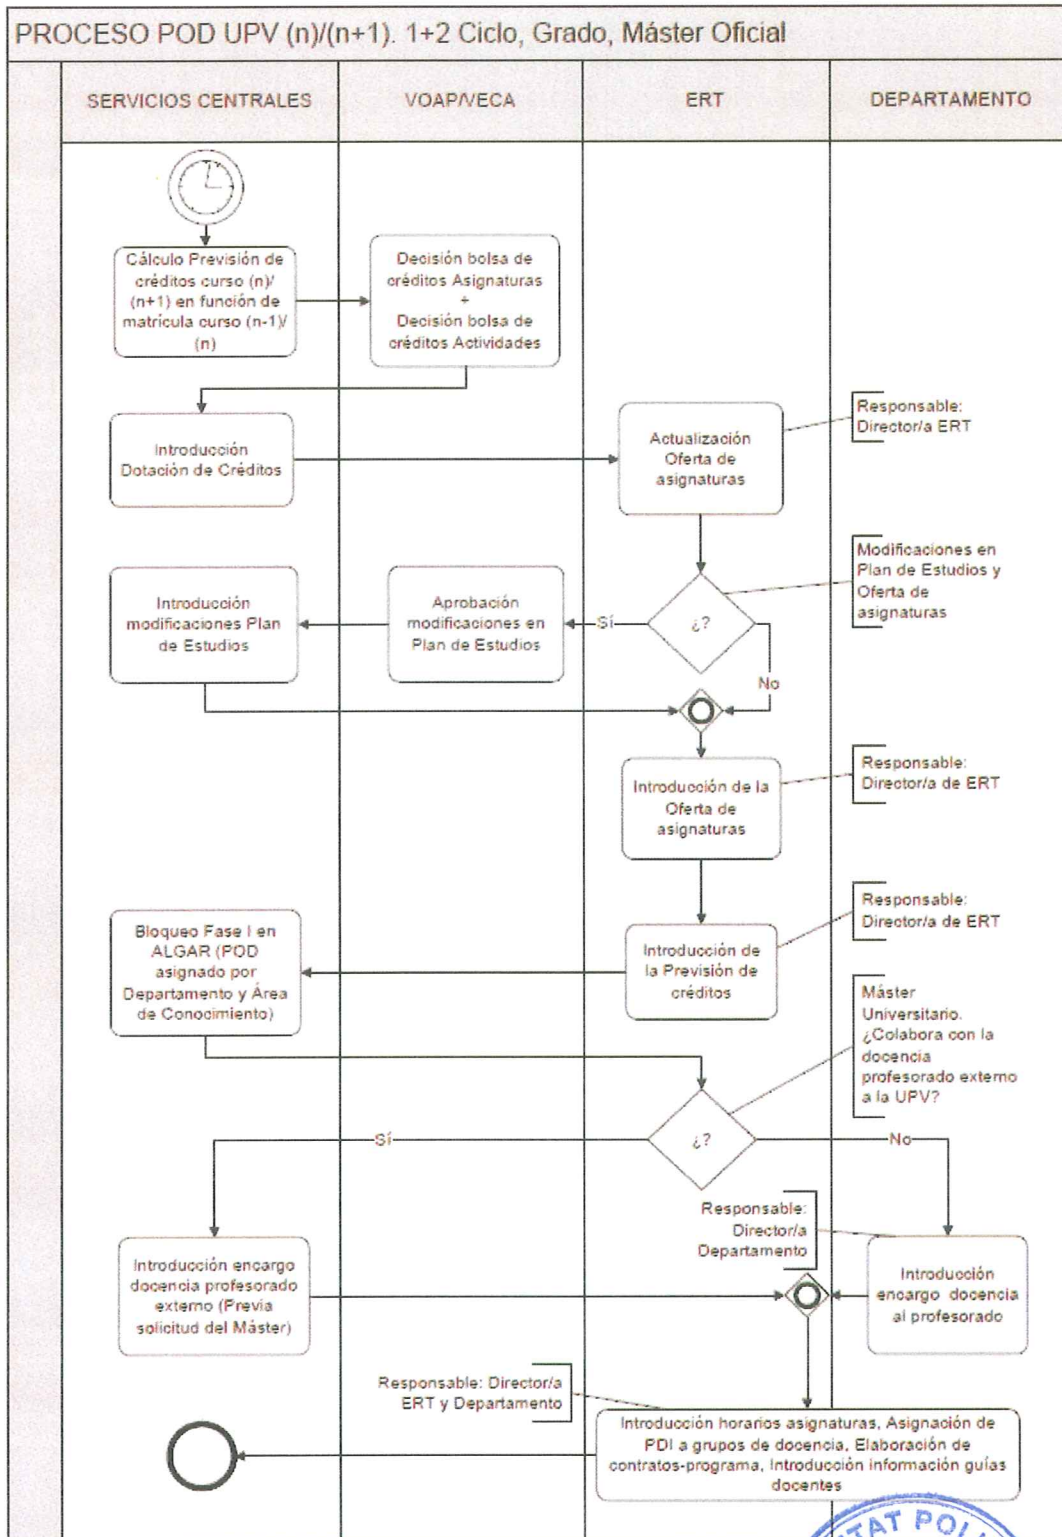 PROCESO POD UPV (n)/(n+1). 1+2 Ciclo, Grado, Máster Oficial
SERVICIOS CENTRALES
VOAP/VECA
ERT
DEPARTAMENTO
Cálculo Previsión de
créditos curso (n)/
(n+1) en función de
matrícula curso (n-1)/
(n)
Decisión bolsa de
créditos Asignaturas
+
Decisión bolsa de
créditos Actividades
Introducción
Dotación de Créditos
Actualización
Oferta de
asignaturas
Responsable:
Director/a ERT
Modificaciones en
Plan de Estudios y
Oferta de
asignaturas
Introducción
modificaciones Plan
de Estudios
Aprobación
modificaciones en
Plan de Estudios
Sí
¿?
No
Introducción de la
Oferta de
asignaturas
Responsable:
Director/a de ERT
Responsable:
Director/a de ERT
Bloqueo Fase I en
ALGAR (POD
asignado por
Departamento y Área
de Conocimiento)
Introducción de
la Previsión de
créditos
Máster
Universitario.
¿Colabora con la
docencia
profesorado externo
a la UPV?
Sí
¿?
No
Responsable:
Director/a
Departamento
Introducción encargo
docencia profesorado
externo (Previa
solicitud del Máster)
Introducción
encargo docencia
al profesorado
Responsable: Director/a
ERT y Departamento
Introducción horarios asignaturas, Asignación de
PDI a grupos de docencia, Elaboración de
contratos-programa, Introducción información guías
docentes